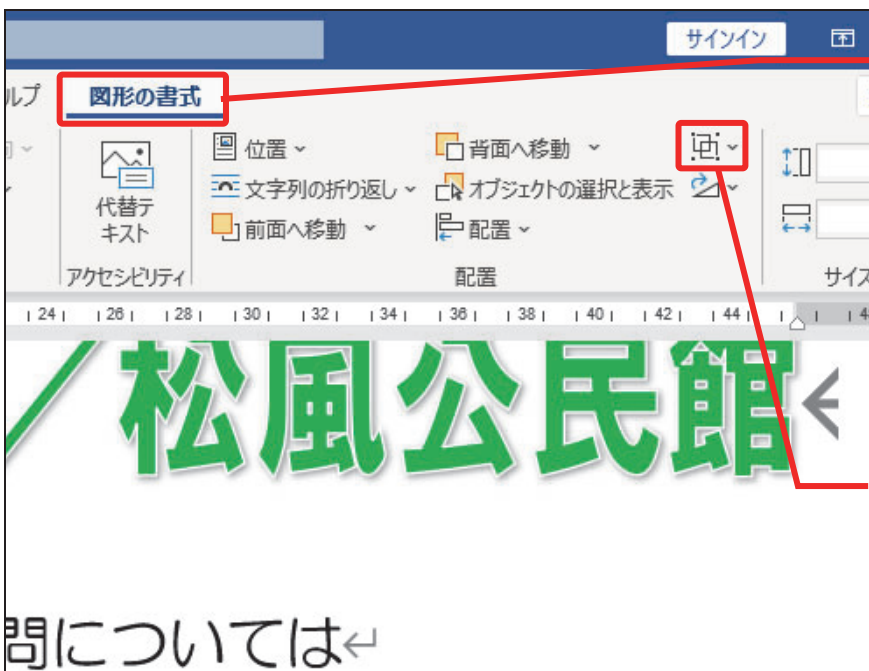 サインイン
ルプ 図形の書式
位置
背面へ移動
文字列の折り返し
オブジェクトの選択と表示
代替テ
キスト
前面へ移動
配置
アクセシビリティ
配置
サイズ
24 26 28 30 32 34 36 38 40 42 44
／松風公民館
問については